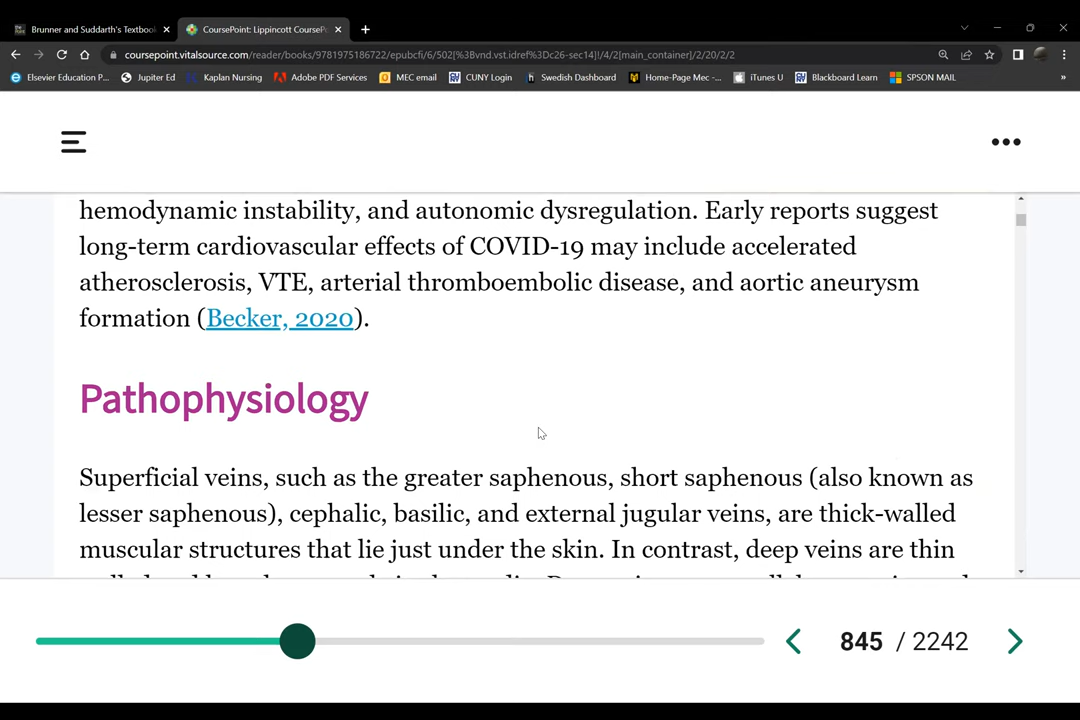 Brunner and Suddarth's Textbook
CoursePoint: Lippincott CourseP
coursepoint.vitalsource.com/reader/books/9781975186722/epubcfi/6/502[%3Bvnd.vst.idref%3Dc26-sec14]!/4/2[main_container]/2/20/2/2
Elsevier Education P... Jupiter Ed Kaplan Nursing Adobe PDF Services MEC email CUNY Login Swedish Dashboard Home-Page Mec -... iTunes U Blackboard Learn SPSON MAIL »
hemodynamic instability, and autonomic dysregulation. Early reports suggest
long-term cardiovascular effects of COVID-19 may include accelerated
atherosclerosis, VTE, arterial thromboembolic disease, and aortic aneurysm
formation (Becker, 2020).
Pathophysiology
Superficial veins, such as the greater saphenous, short saphenous (also known as
lesser saphenous), cephalic, basilic, and external jugular veins, are thick-walled
muscular structures that lie just under the skin. In contrast, deep veins are thin
845 / 2242